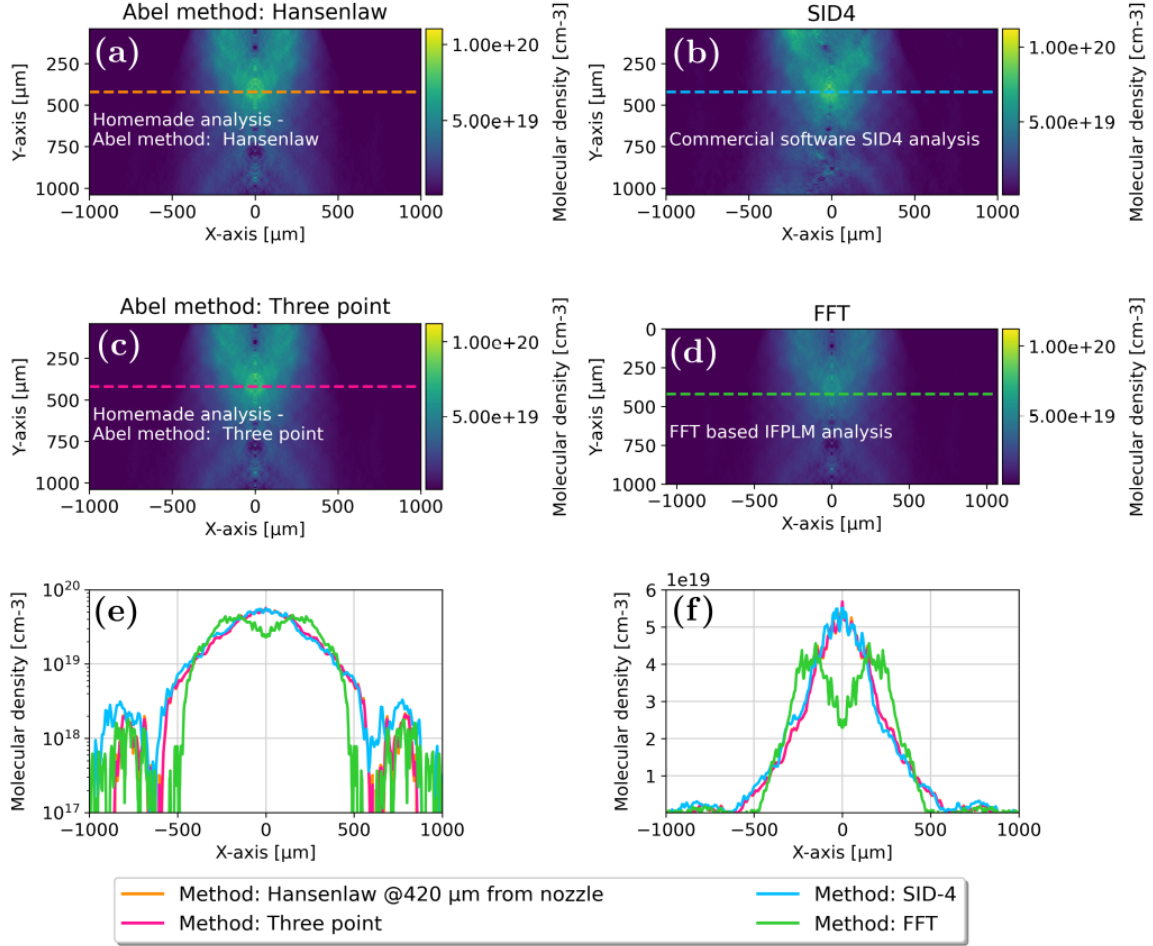 Abel method: Hansenlaw
(a)
Homemade analysis -
Abel method:  Hansenlaw
Y-axis [μm]
250
500
750
1000
−1000
−500
0
500
1000
X-axis [μm]
1.00e+20
5.00e+19
Molecular density [cm-3]
SID4
(b)
Commercial software SID4 analysis
Y-axis [μm]
250
500
750
1000
−1000
−500
0
500
1000
X-axis [μm]
1.00e+20
5.00e+19
Molecular density [cm-3]
Abel method: Three point
(c)
Homemade analysis -
Abel method:  Three point
Y-axis [μm]
250
500
750
1000
−1000
−500
0
500
1000
X-axis [μm]
1.00e+20
5.00e+19
Molecular density [cm-3]
FFT
(d)
FFT based IFPLM analysis
Y-axis [μm]
0
250
500
750
1000
−1000
−500
0
500
1000
X-axis [μm]
1.00e+20
5.00e+19
Molecular density [cm-3]
(e)
Molecular density [cm-3]
10²⁰
10¹⁹
10¹⁸
10¹⁷
−1000
−500
0
500
1000
X-axis [μm]
1e19
(f)
Molecular density [cm-3]
6
5
4
3
2
1
−1000
−500
0
500
1000
X-axis [μm]
Method: Hansenlaw @420 μm from nozzle
Method: Three point
Method: SID-4
Method: FFT